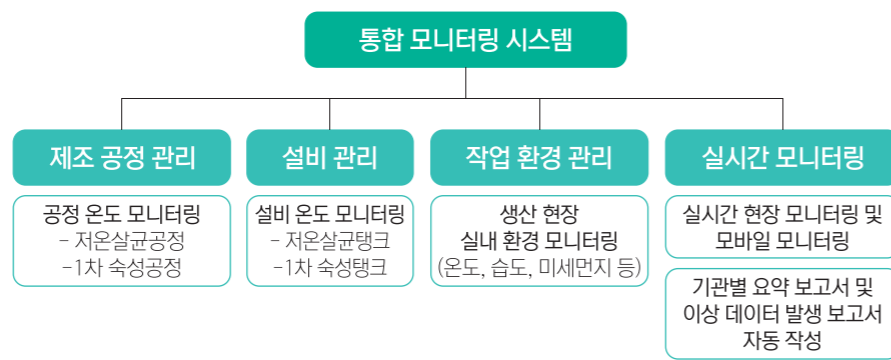 통합 모니터링 시스템
제조 공정 관리
공정 온도 모니터링
- 저온살균공정
-1차 숙성공정
설비 관리
설비 온도 모니터링
- 저온살균탱크
-1차 숙성탱크
작업 환경 관리
생산 현장
실내 환경 모니터링
(온도, 습도, 미세먼지 등)
실시간 모니터링
실시간 현장 모니터링 및
모바일 모니터링
기관별 요약 보고서 및
이상 데이터 발생 보고서
자동 작성